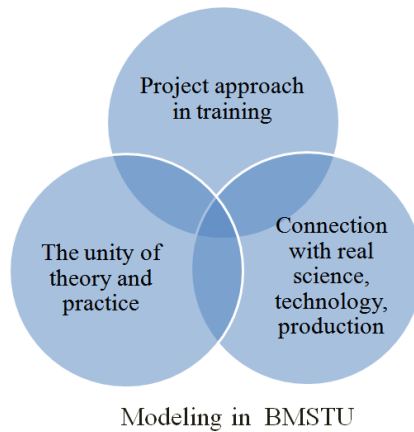 Project approach
in training
The unity of
theory and
practice
Connection
with real
science,
technology,
production
Modeling in BMSTU